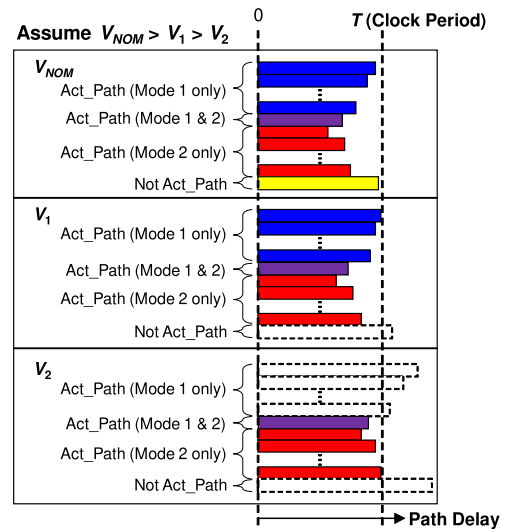 0
T (Clock Period)
Assume VNOM > V1 > V2
VNOM
Act_Path (Mode 1 only)
Act_Path (Mode 1 & 2)
Act_Path (Mode 2 only)
Not Act_Path
V1
Act_Path (Mode 1 only)
Act_Path (Mode 1 & 2)
Act_Path (Mode 2 only)
Not Act_Path
V2
Act_Path (Mode 1 only)
Act_Path (Mode 1 & 2)
Act_Path (Mode 2 only)
Not Act_Path
Path Delay